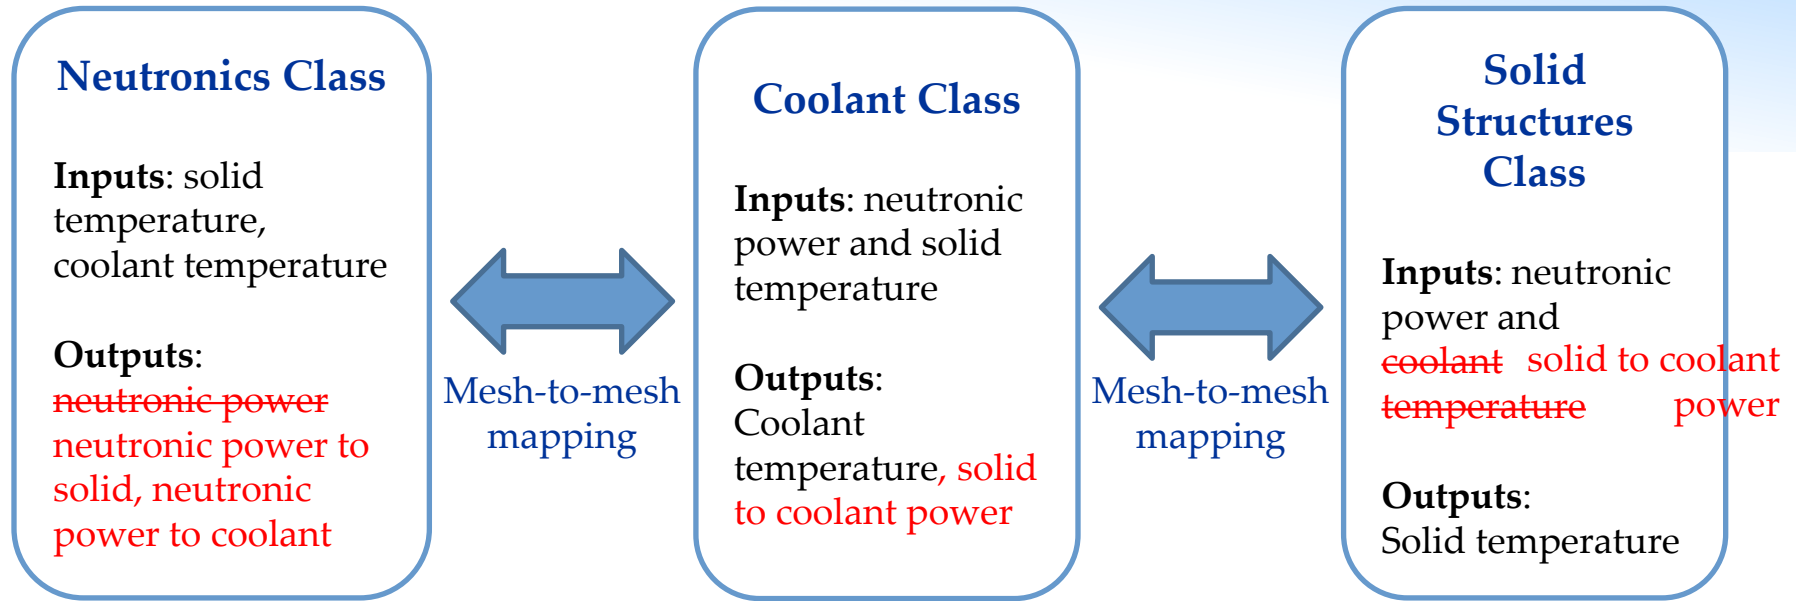 Neutronics Class
Inputs: solid
temperature,
coolant temperature
Outputs:
neutronic power
neutronic power to
solid, neutronic
power to coolant
Mesh-to-mesh
mapping
Coolant Class
Inputs: neutronic
power and solid
temperature
Outputs:
Coolant
temperature, solid
to coolant power
Mesh-to-mesh
mapping
Solid
Structures
Class
Inputs: neutronic
power and
coolant solid to coolant
temperature power
Outputs:
Solid temperature